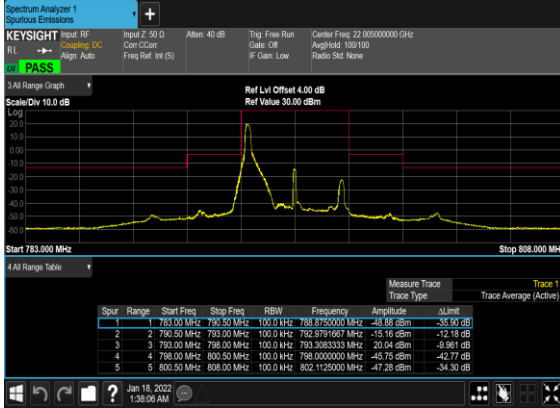 Spectrum Analyzer 1
Spurious Emissions
+
KEYSIGHT Input: RF Input Z: 50 Ω Atten: 40 dB Trig: Free Run Center Freq: 22.005000000 GHz
RL Coupling: DC Corr CCorr Gate: Off Avg|Hold: 100/100
Align: Auto Freq Ref: Int (S) IF Gain: Low Radio Std: None
PASS
3 All Range Graph Ref Lvl Offset 4.00 dB
Scale/Div 10.0 dB Ref Value 30.00 dBm
Log
20.0
10.0
0.00
-10.0
-20.0
-30.0
-40.0
-50.0
-60.0
Start 783.000 MHz Stop 808.000 MH
4 All Range Table
Measure Trace Trace 1
Trace Type Trace Average (Active)
Spur Range Start Freq Stop Freq RBW Frequency Amplitude ΔLimit
1 1 783.00 MHz 790.50 MHz 100.0 kHz 788.8750000 MHz -48.88 dBm -35.90 dB
2 2 790.50 MHz 793.00 MHz 100.0 kHz 792.9791667 MHz -15.16 dBm -12.18 dB
3 3 793.00 MHz 798.00 MHz 100.0 kHz 793.3083333 MHz 20.04 dBm -9.961 dB
4 4 798.00 MHz 800.50 MHz 100.0 kHz 798.0000000 MHz -45.75 dBm -42.77 dB
5 5 800.50 MHz 808.00 MHz 100.0 kHz 802.1125000 MHz -47.28 dBm -34.30 dB
? Jan 18, 2022
1:38:06 AM